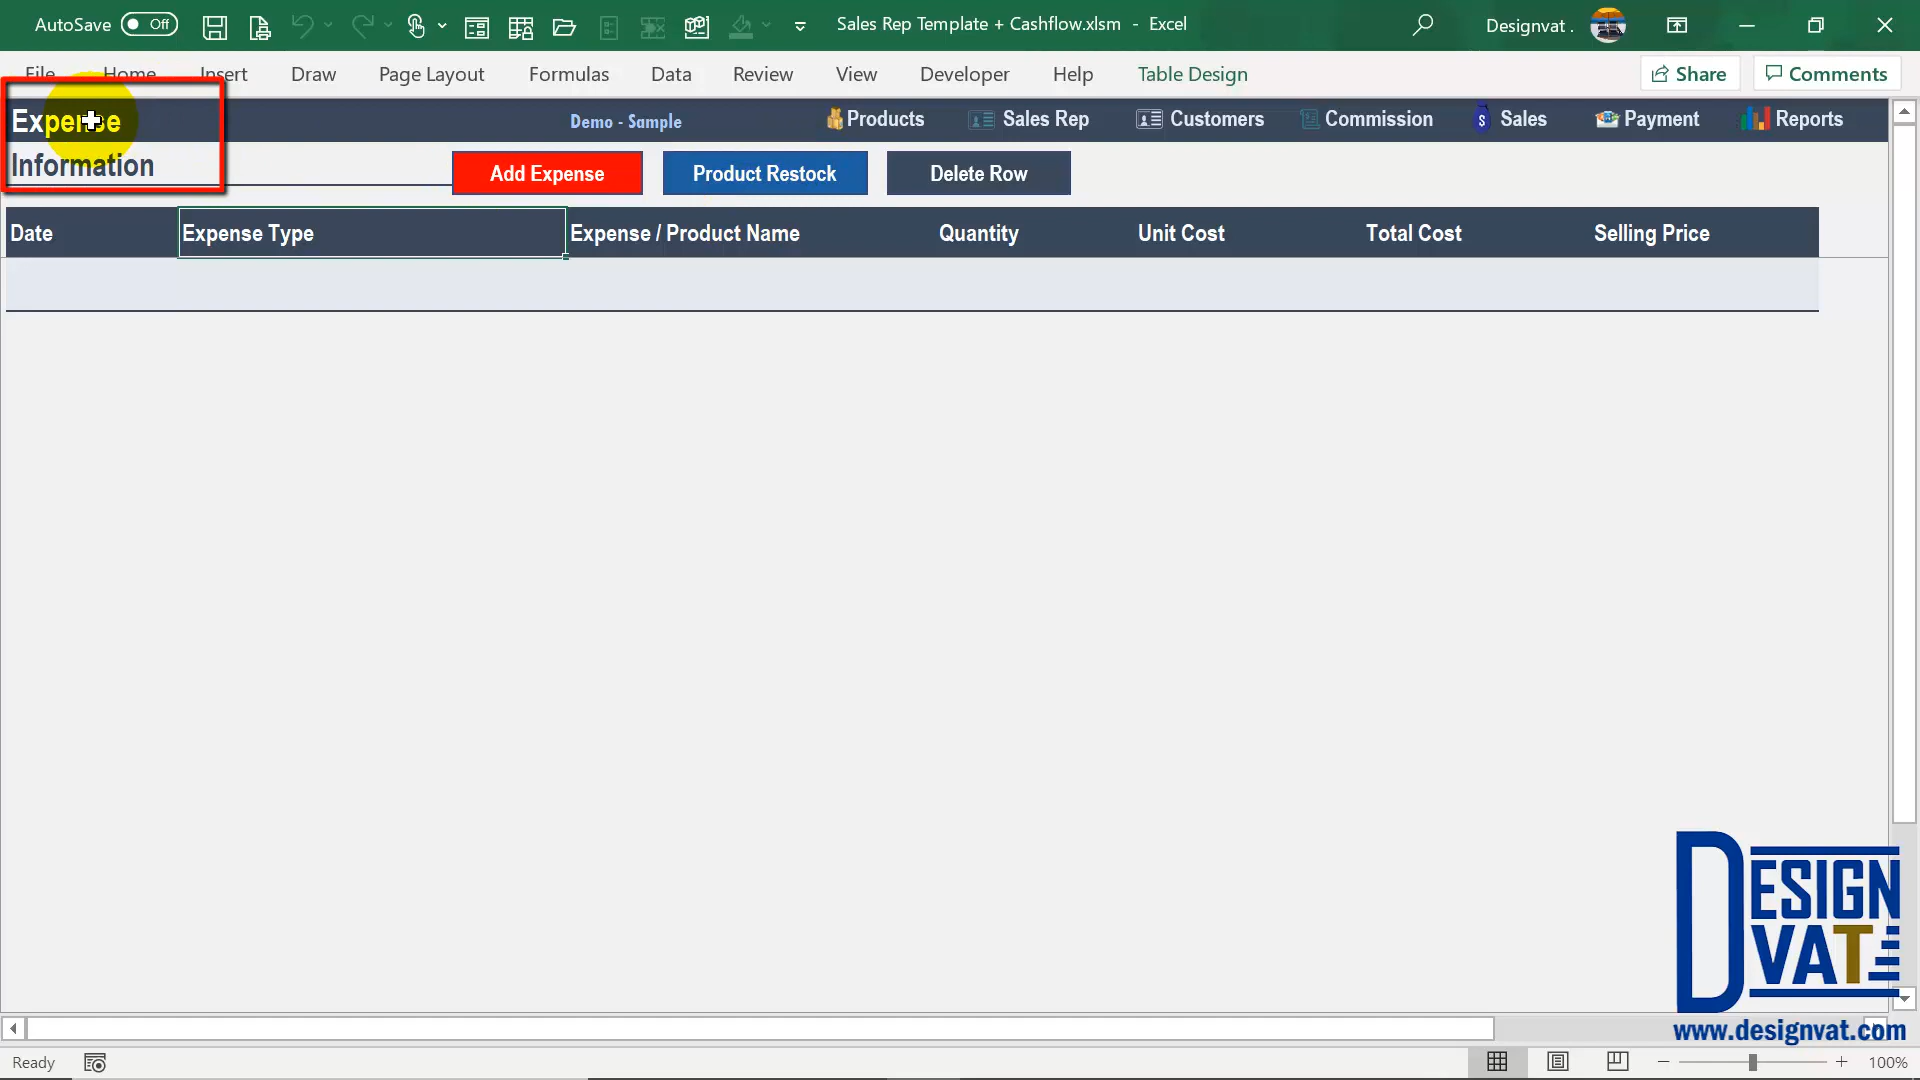 AutoSave Off Sales Rep Template + Cashflow.xlsm - Excel Designvat .
File Home Insert Draw Page Layout Formulas Data Review View Developer Help Table Design Share Comments
Expense Demo - Sample Products Sales Rep Customers Commission Sales Payment Reports
Information Add Expense Product Restock Delete Row
Date Expense Type Expense / Product Name Quantity Unit Cost Total Cost Selling Price
DESIGN
VAT
www.designvat.com
Ready 100%